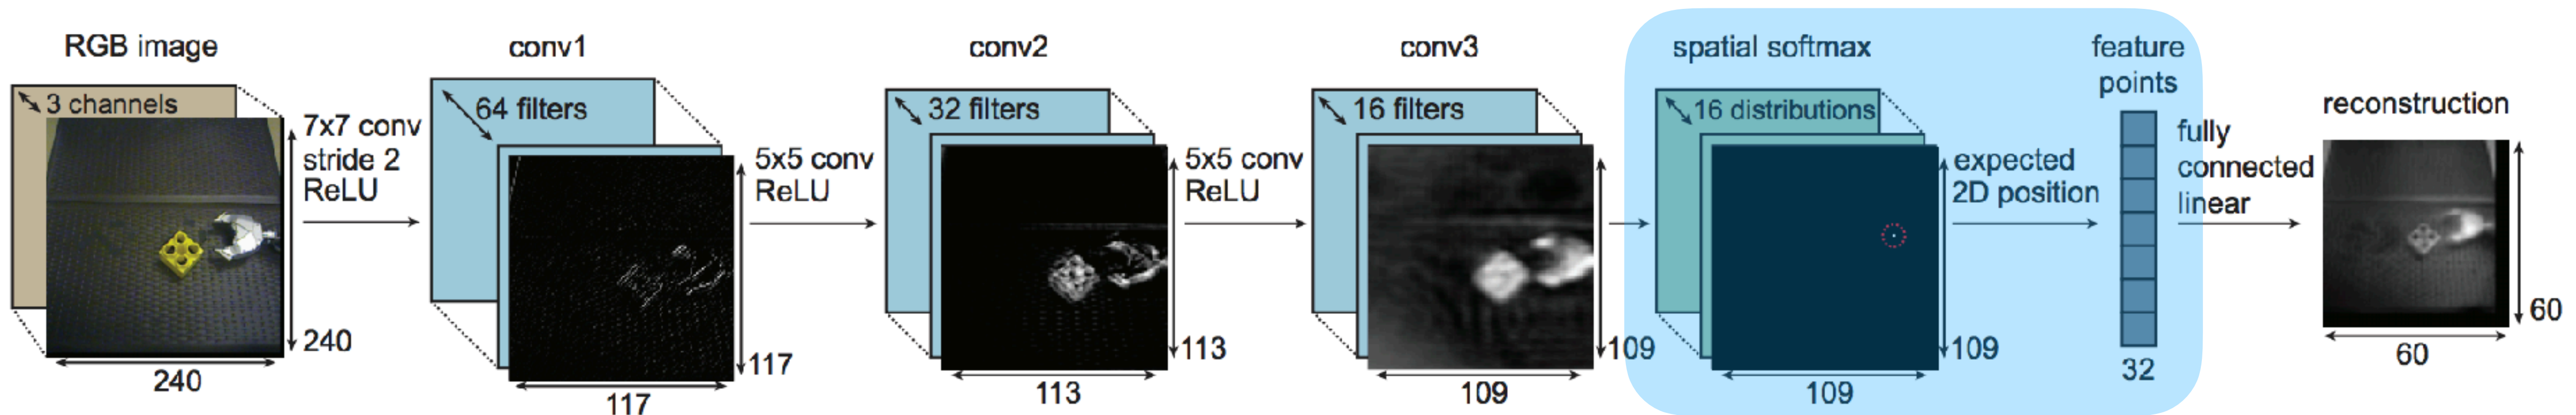 RGB image
3 channels
240
240
7x7 conv
stride 2
ReLU
conv1
64 filters
117
117
5x5 conv
ReLU
conv2
32 filters
113
113
5x5 conv
ReLU
conv3
16 filters
109
109
spatial softmax
16 distributions
109
109
expected
2D position
feature
points
32
fully
connected
linear
reconstruction
60
60